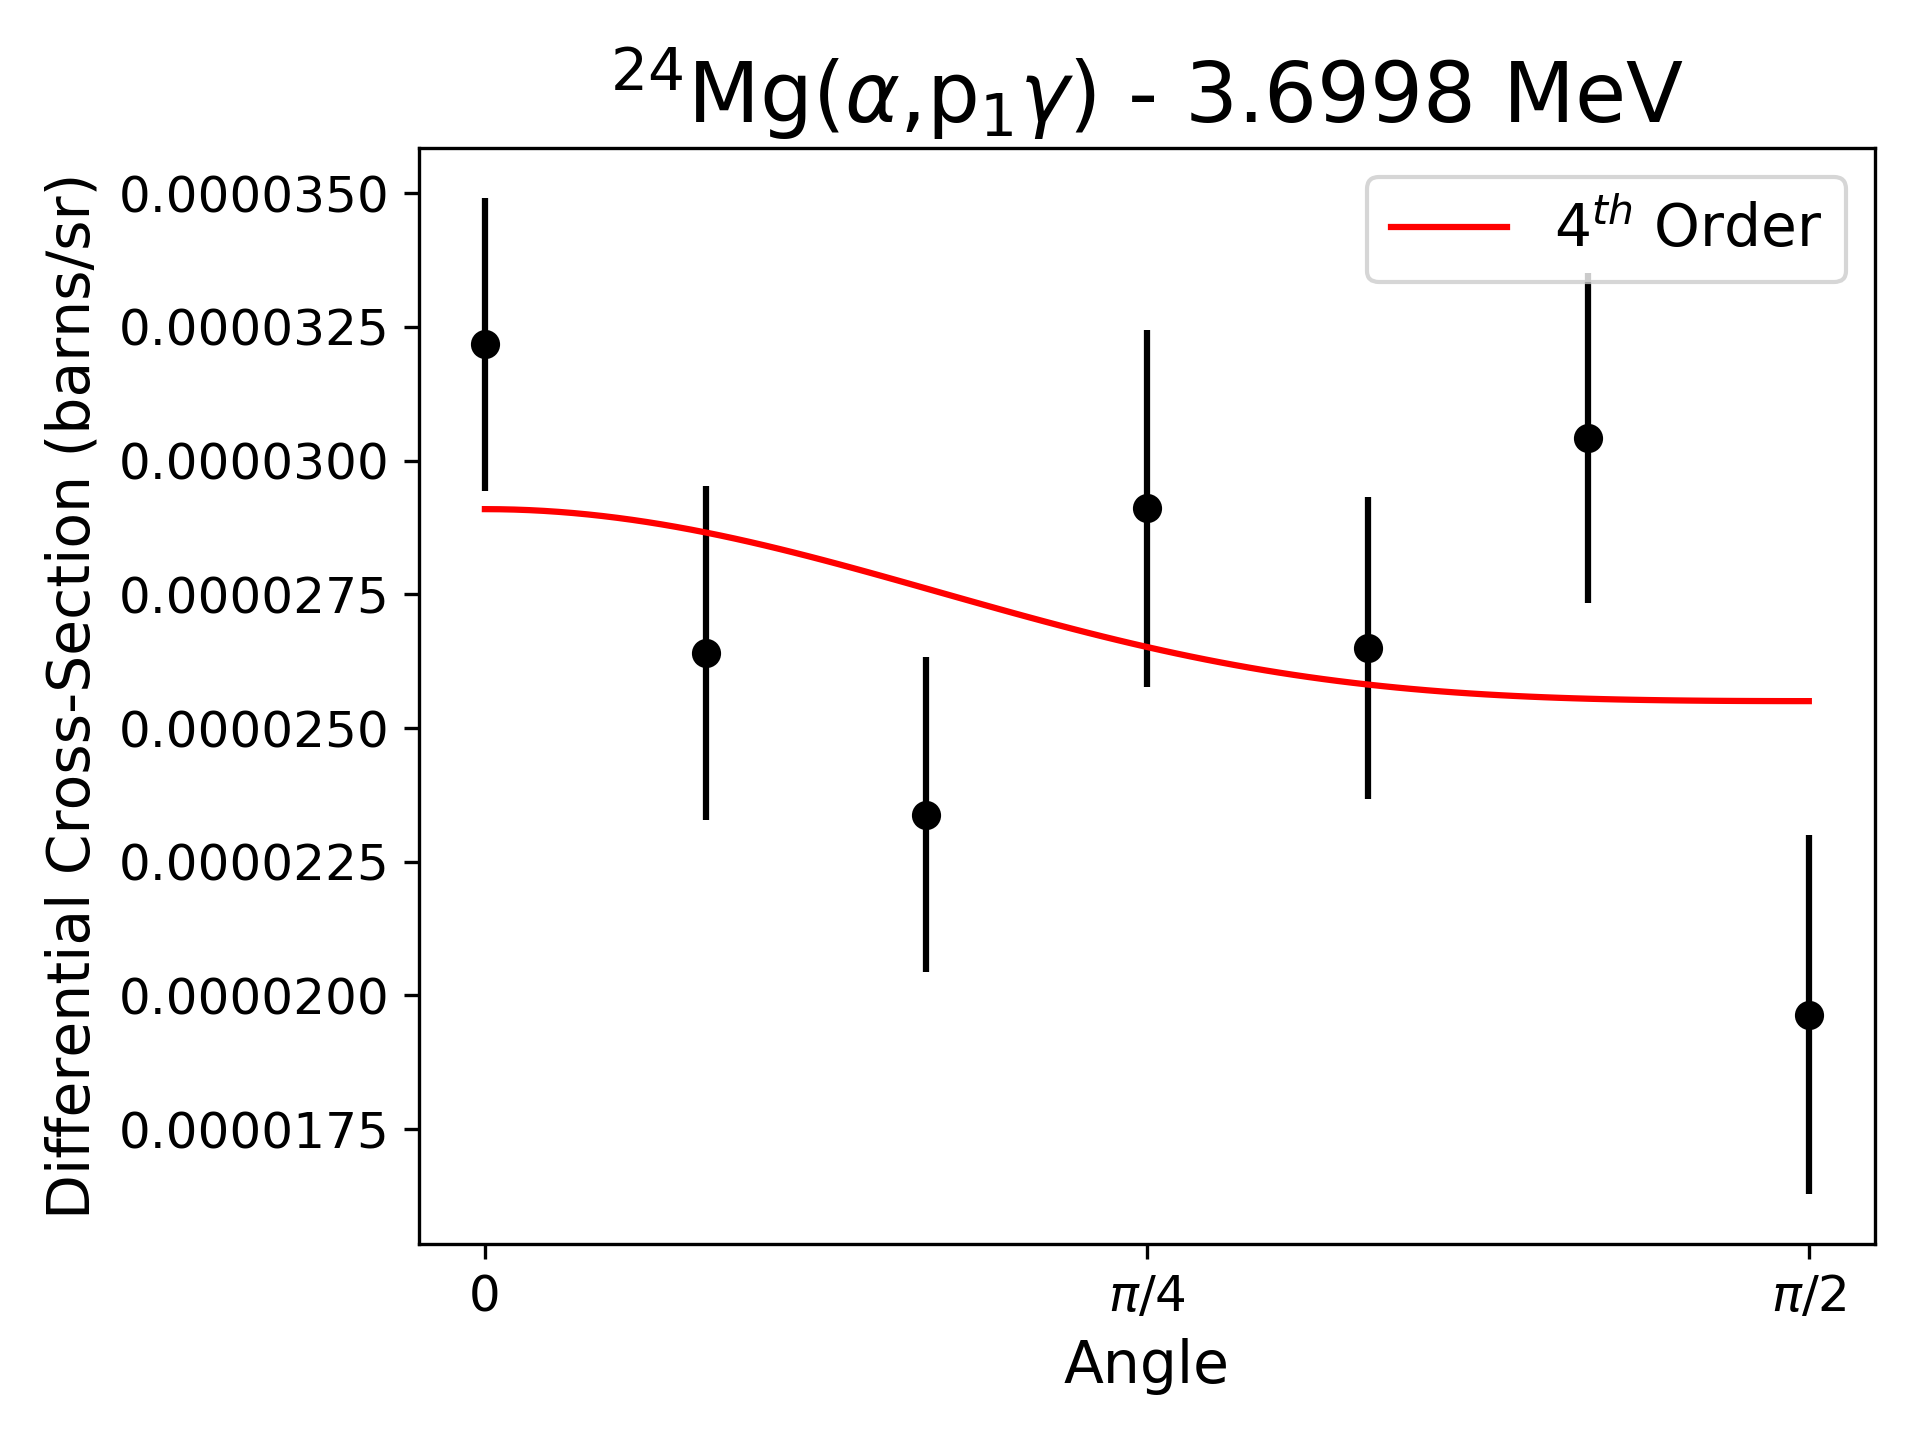 ²⁴Mg(α,p₁γ) - 3.6998 MeV
4ᵗʰ Order
Differential Cross-Section (barns/sr)
0.0000350
0.0000325
0.0000300
0.0000275
0.0000250
0.0000225
0.0000200
0.0000175
0 π/4 π/2
Angle